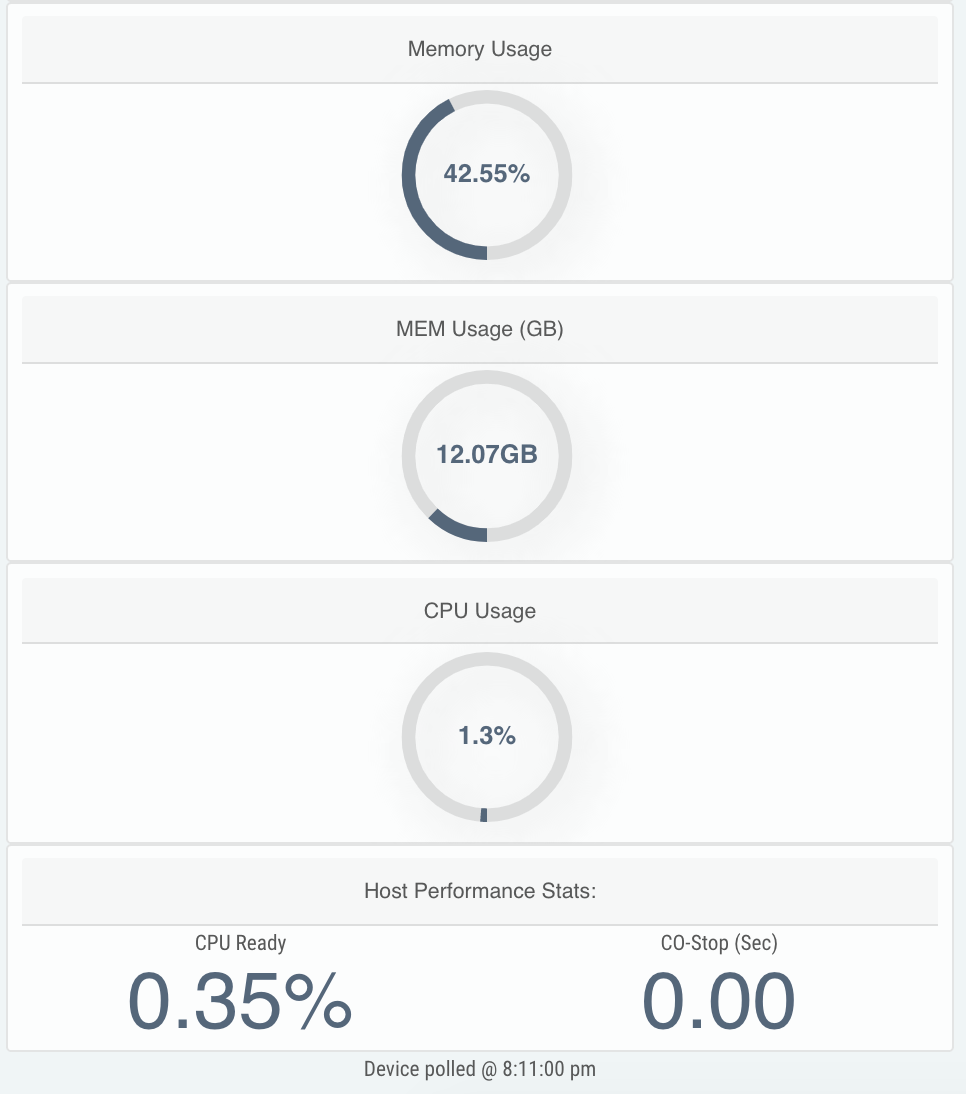 Memory Usage
42.55%
MEM Usage (GB)
12.07GB
CPU Usage
1.3%
Host Performance Stats:
CPU Ready
CO-Stop (Sec)
0.35%
0.00
Device polled @ 8:11:00 pm